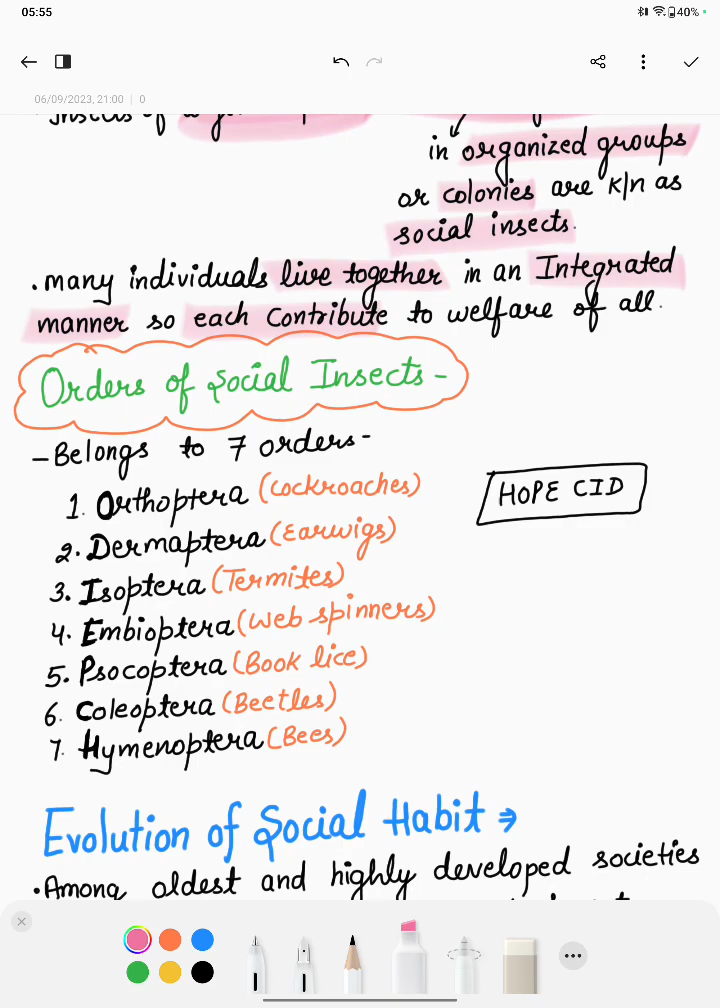 05:55
40%
06/09/2023, 21:00 | 0
Insects of a
in organized groups
or colonies are k/n as
social insects.
. many individuals live together in an Integrated
manner so each Contribute to welfare of all.
Orders of Social Insects -
- Belongs to 7 orders -
1. Orthoptera (Cockroaches)
HOPE CID
2. Dermaptera (Earwigs)
3. Isoptera (Termites)
4. Embioptera (Web spinners)
5. Psocoptera (Book lice)
6. Coleoptera (Beetles)
7. Hymenoptera (Bees)
Evolution of Social Habit ⇒
. Among oldest and highly developed societies